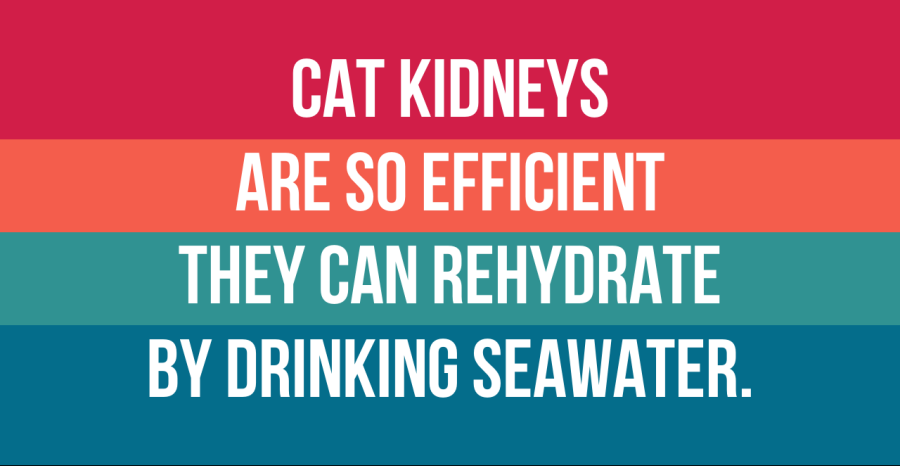 CAT KIDNEYS
ARE SO EFFICIENT
THEY CAN REHYDRATE
BY DRINKING SEAWATER.